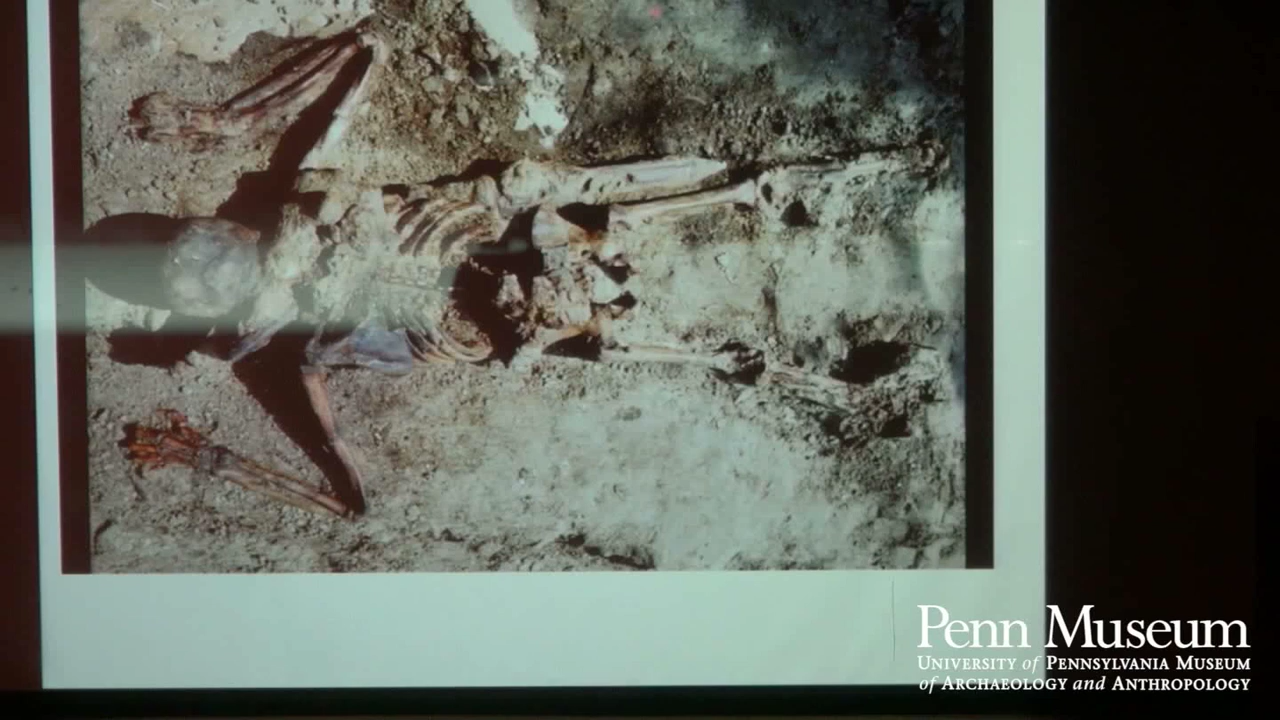 Penn Museum
UNIVERSITY of PENNSYLVANIA MUSEUM
of ARCHAEOLOGY and ANTHROPOLOGY